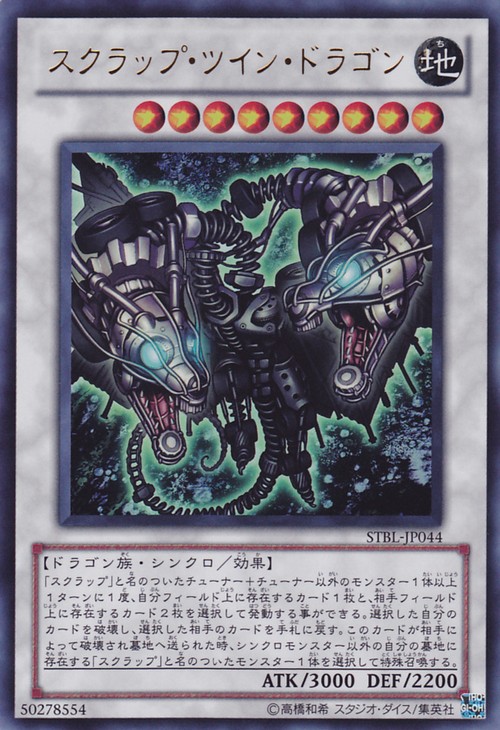 スクラップ・ツイン・ドラゴン
地
STBL-JP044
【ドラゴン族・シンクロ/効果】
「スクラップ」と名のついたチューナー+チューナー以外のモンスター1体以上
1ターンに1度、自分フィールド上に存在するカード1枚と、相手フィールド
上に存在するカード2枚を選択して発動する事ができる。選択した自分の
カードを破壊し、選択した相手のカードを手札に戻す。このカードが相手に
よって破壊され墓地へ送られた時、シンクロモンスター以外の自分の墓地に
存在する「スクラップ」と名のついたモンスター1体を選択して特殊召喚する。
ATK/3000 DEF/2200
50278554
©高橋和希 スタジオ・ダイス/集英社